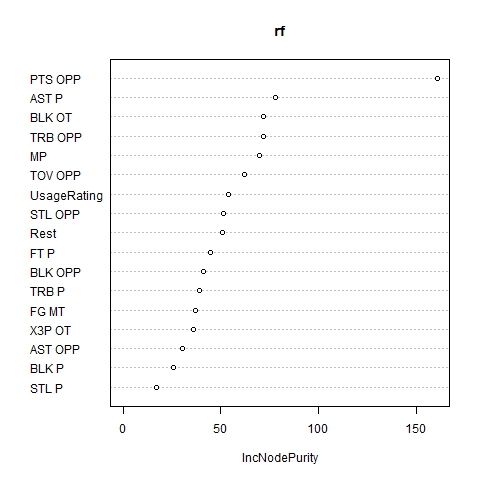 rf
PTS OPP
AST P
BLK OT
TRB OPP
MP
TOV OPP
UsageRating
STL OPP
Rest
FT P
BLK OPP
TRB P
FG MT
X3P OT
AST OPP
BLK P
STL P
0 50 100 150
IncNodePurity